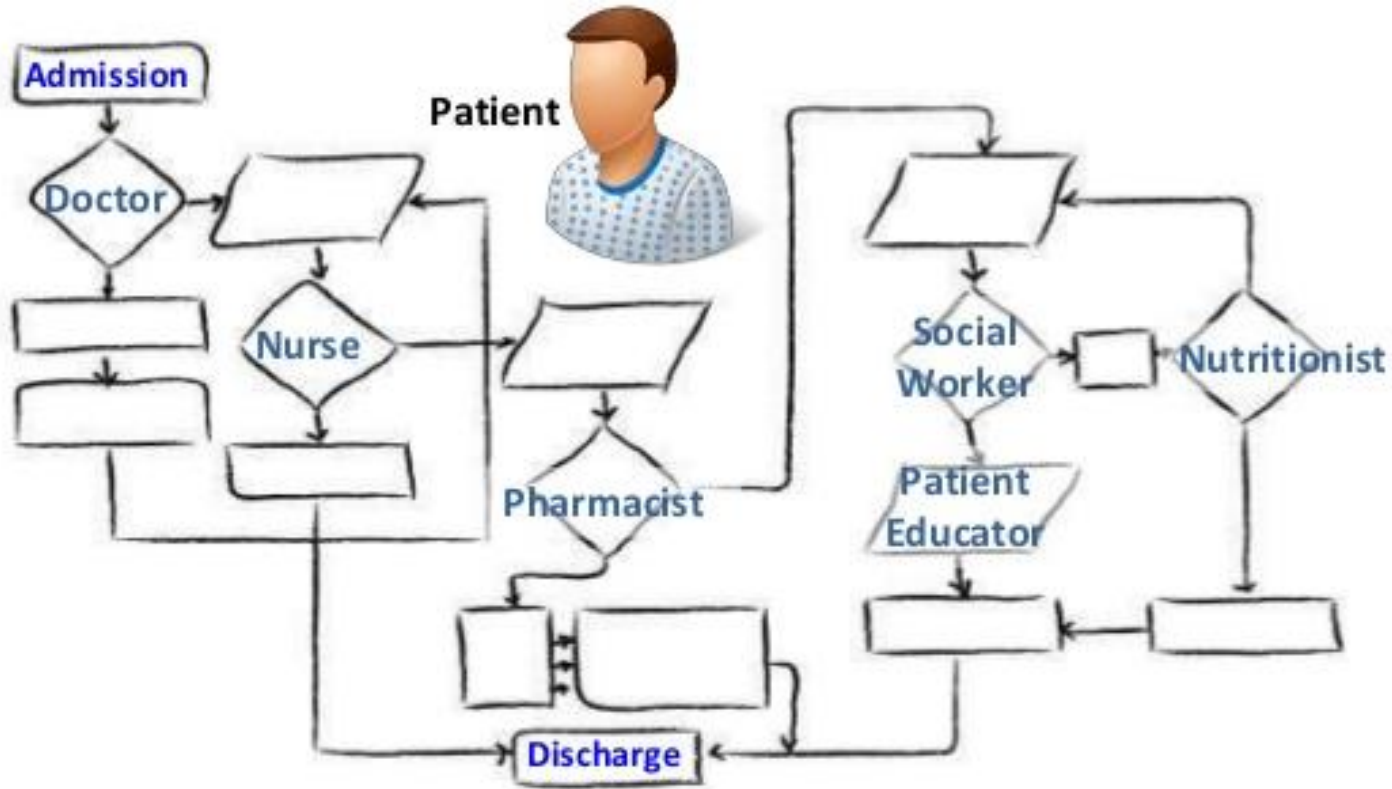 Admission
Patient
Doctor
Nurse
Pharmacist
Social
Worker
Nutritionist
Patient
Educator
Discharge